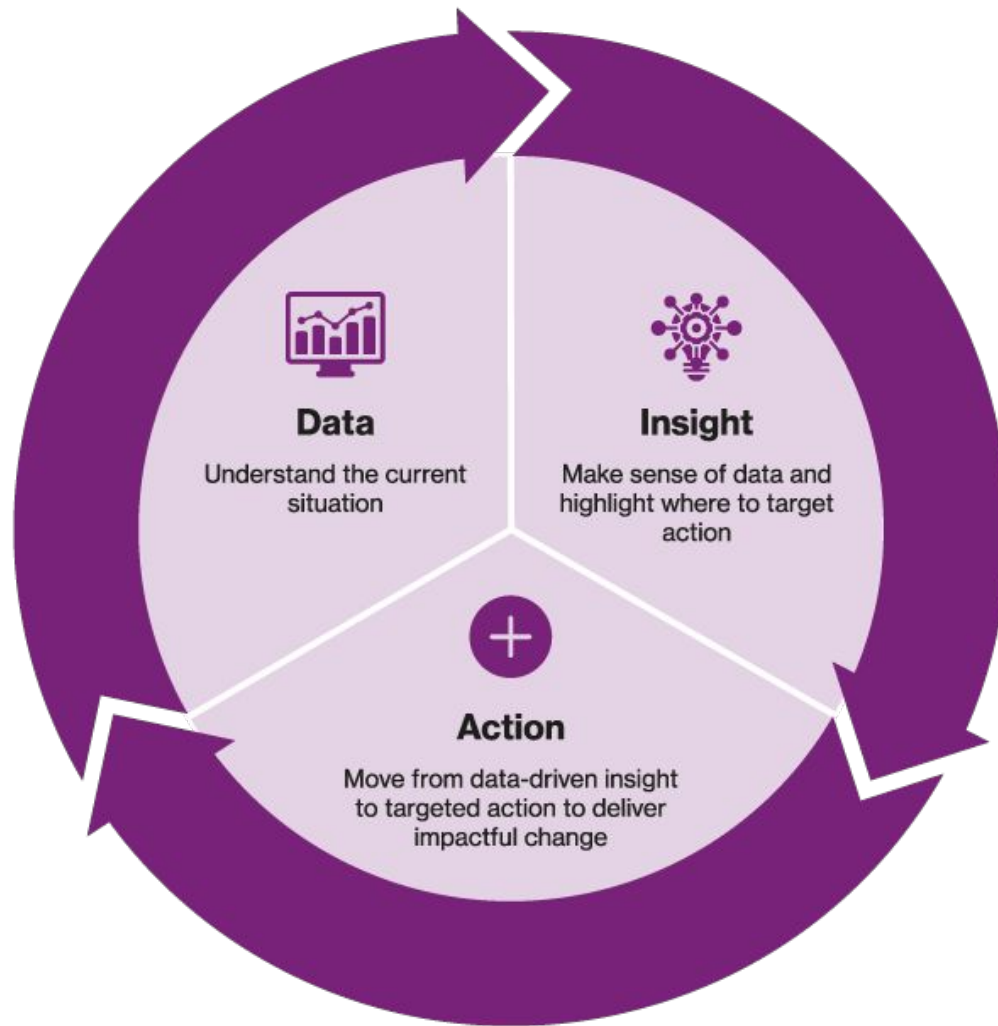 Data
Understand the current
situation
Insight
Make sense of data and
highlight where to target
action
Action
Move from data-driven insight
to targeted action to deliver
impactful change